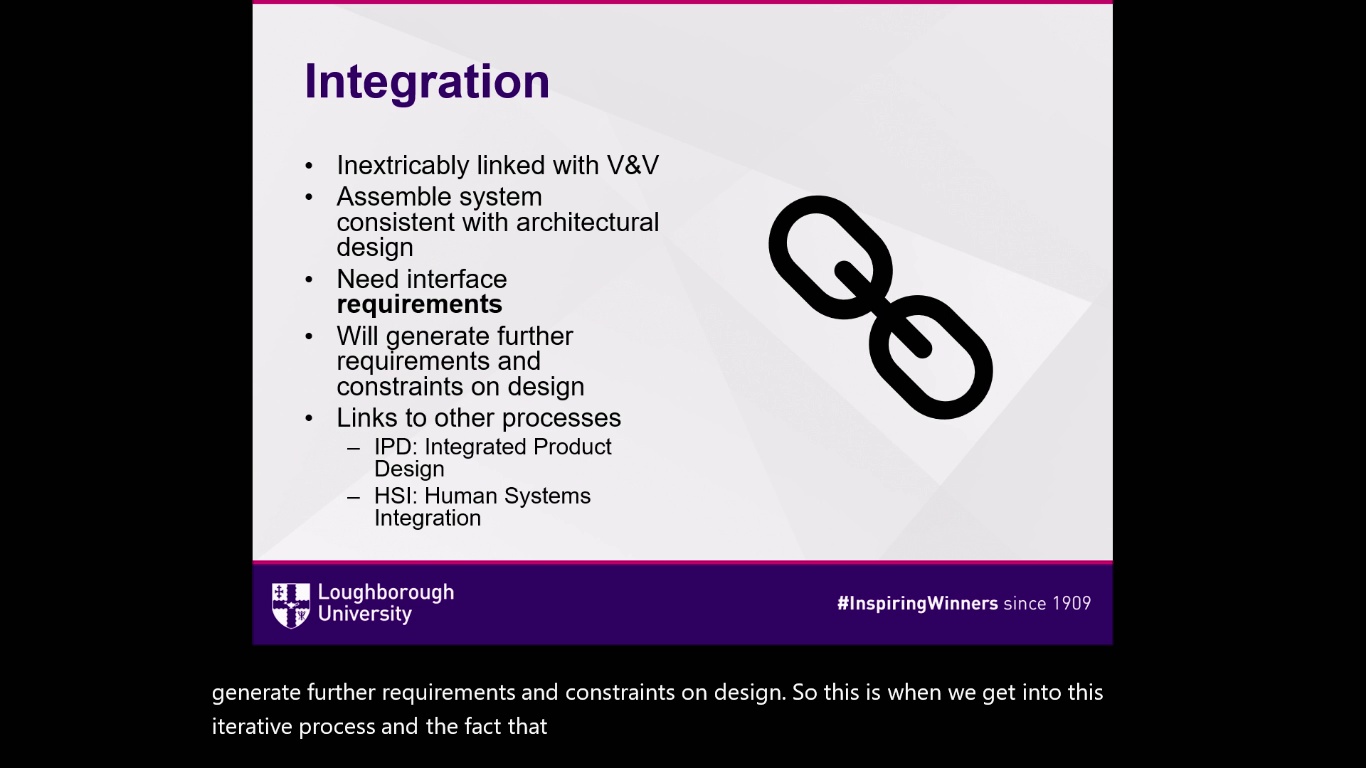 Integration
• Inextricably linked with V&V
• Assemble system
consistent with architectural
design
• Need interface
requirements
• Will generate further
requirements and
constraints on design
• Links to other processes
– IPD: Integrated Product
Design
– HSI: Human Systems
Integration
Loughborough
University
#InspiringWinners since 1909
generate further requirements and constraints on design. So this is when we get into this
iterative process and the fact that